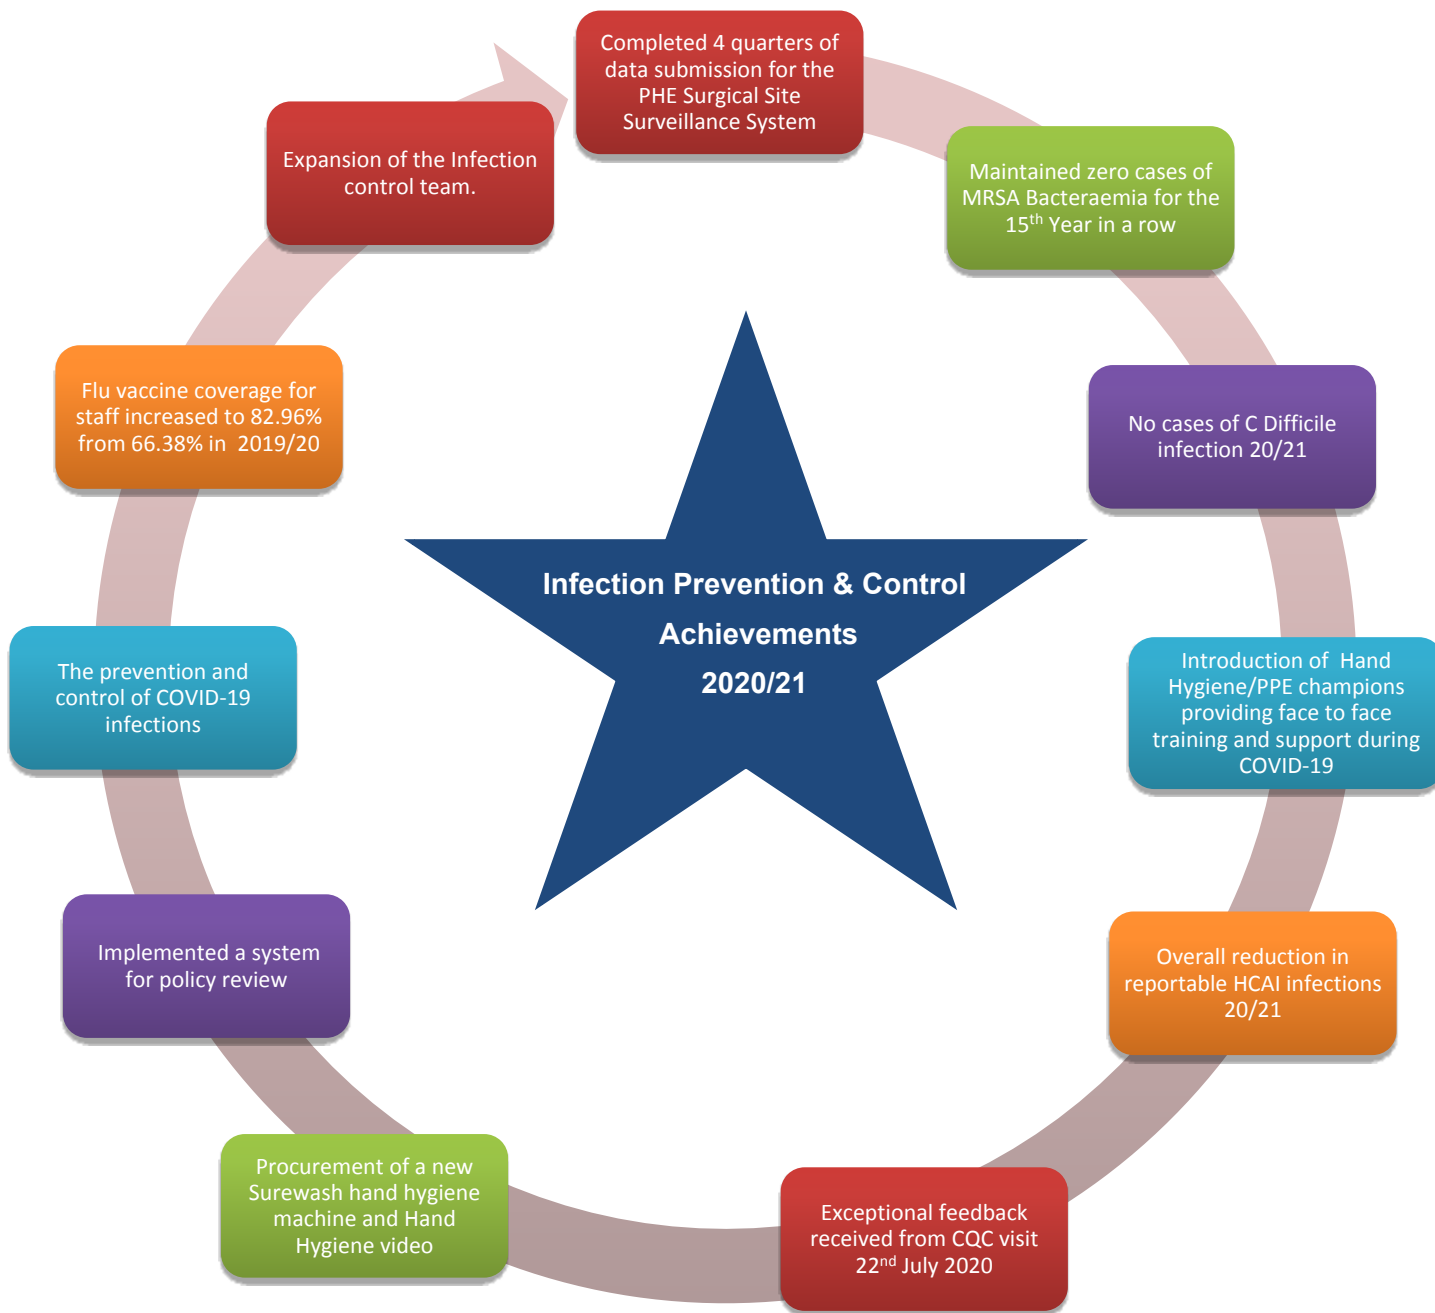 Completed 4 quarters of
data submission for the
PHE Surgical Site
Surveillance System
Maintained zero cases of
MRSA Bacteraemia for the
15th Year in a row
No cases of C Difficile
infection 20/21
Introduction of Hand
Hygiene/PPE champions
providing face to face
training and support during
COVID-19
Overall reduction in
reportable HCAI infections
20/21
Exceptional feedback
received from CQC visit
22nd July 2020
Procurement of a new
Surewash hand hygiene
machine and Hand
Hygiene video
Implemented a system
for policy review
The prevention and
control of COVID-19
infections
Flu vaccine coverage for
staff increased to 82.96%
from 66.38% in 2019/20
Expansion of the Infection
control team.
Infection Prevention & Control
Achievements
2020/21